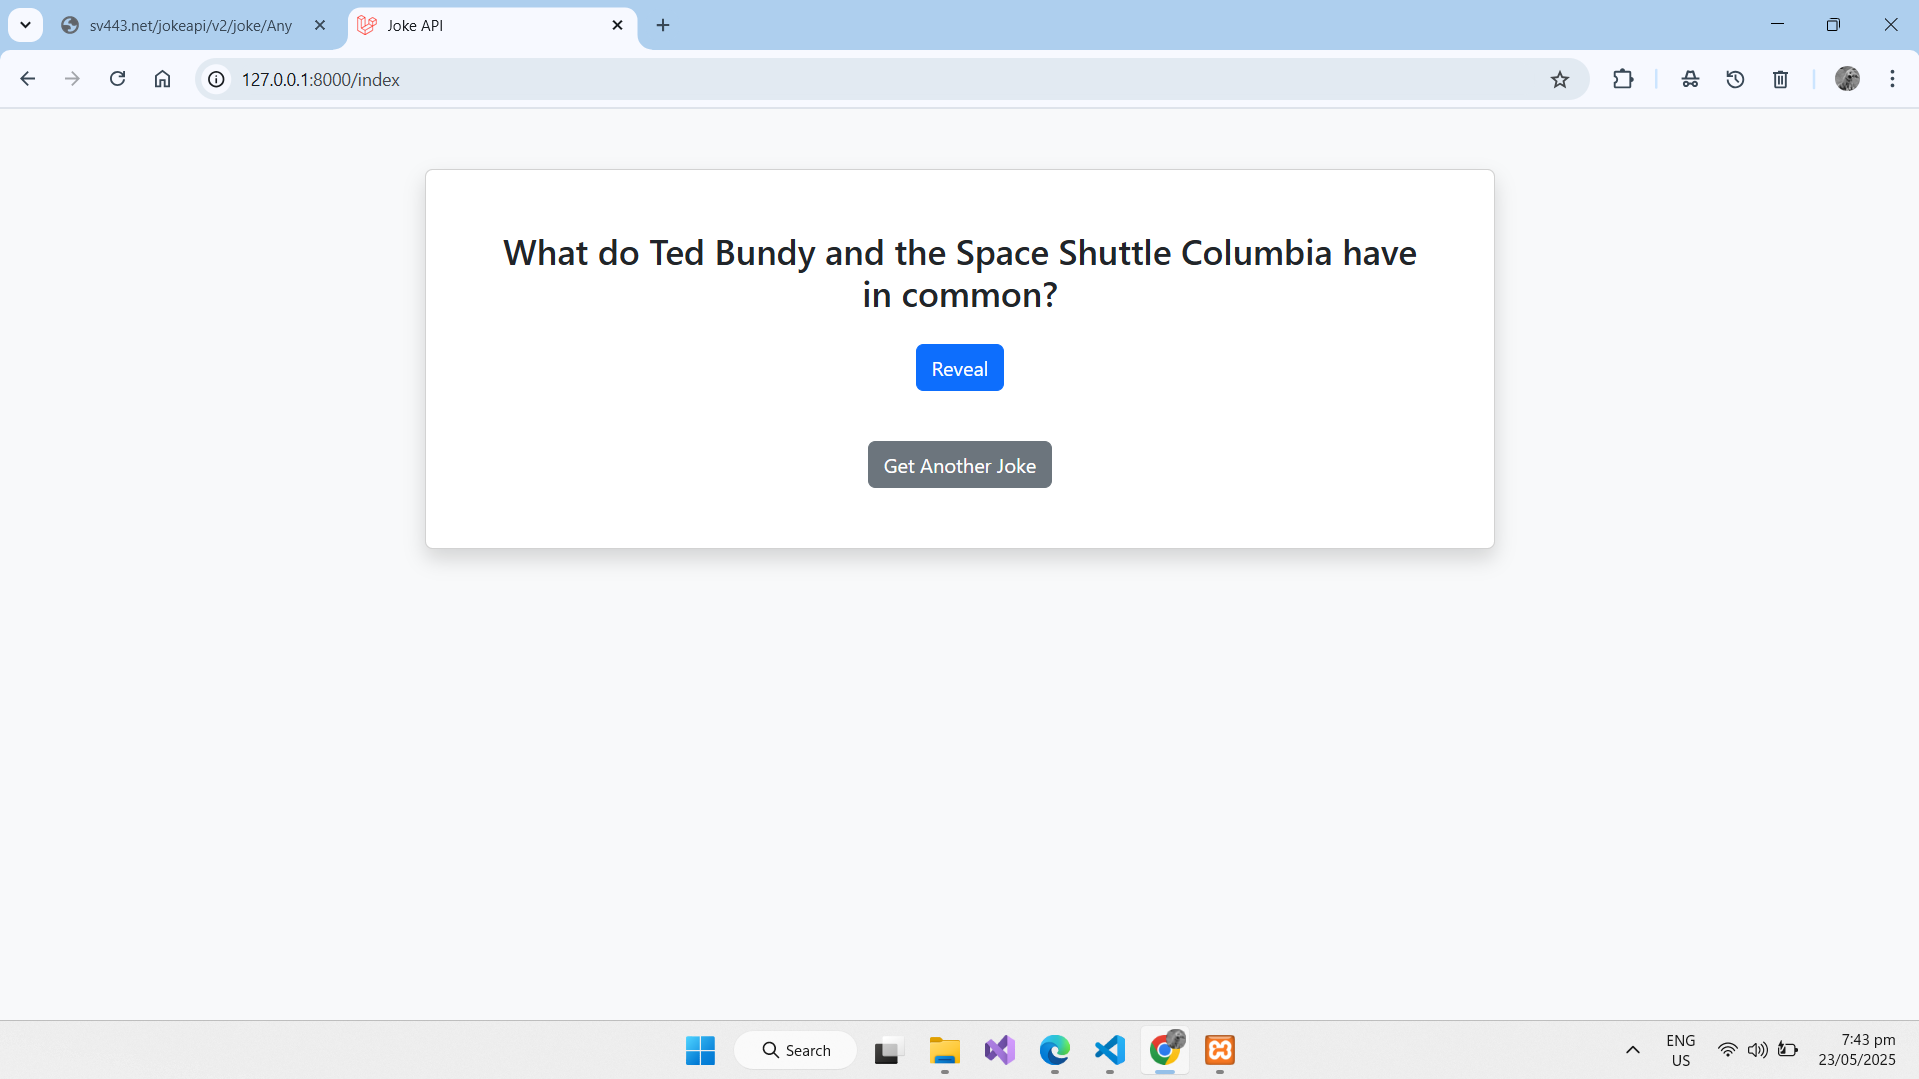 sv443.net/jokeapi/v2/joke/Any
Joke API
127.0.0.1:8000/index
What do Ted Bundy and the Space Shuttle Columbia have
in common?
Reveal
Get Another Joke
Search
ENG
US
7:43 pm
23/05/2025